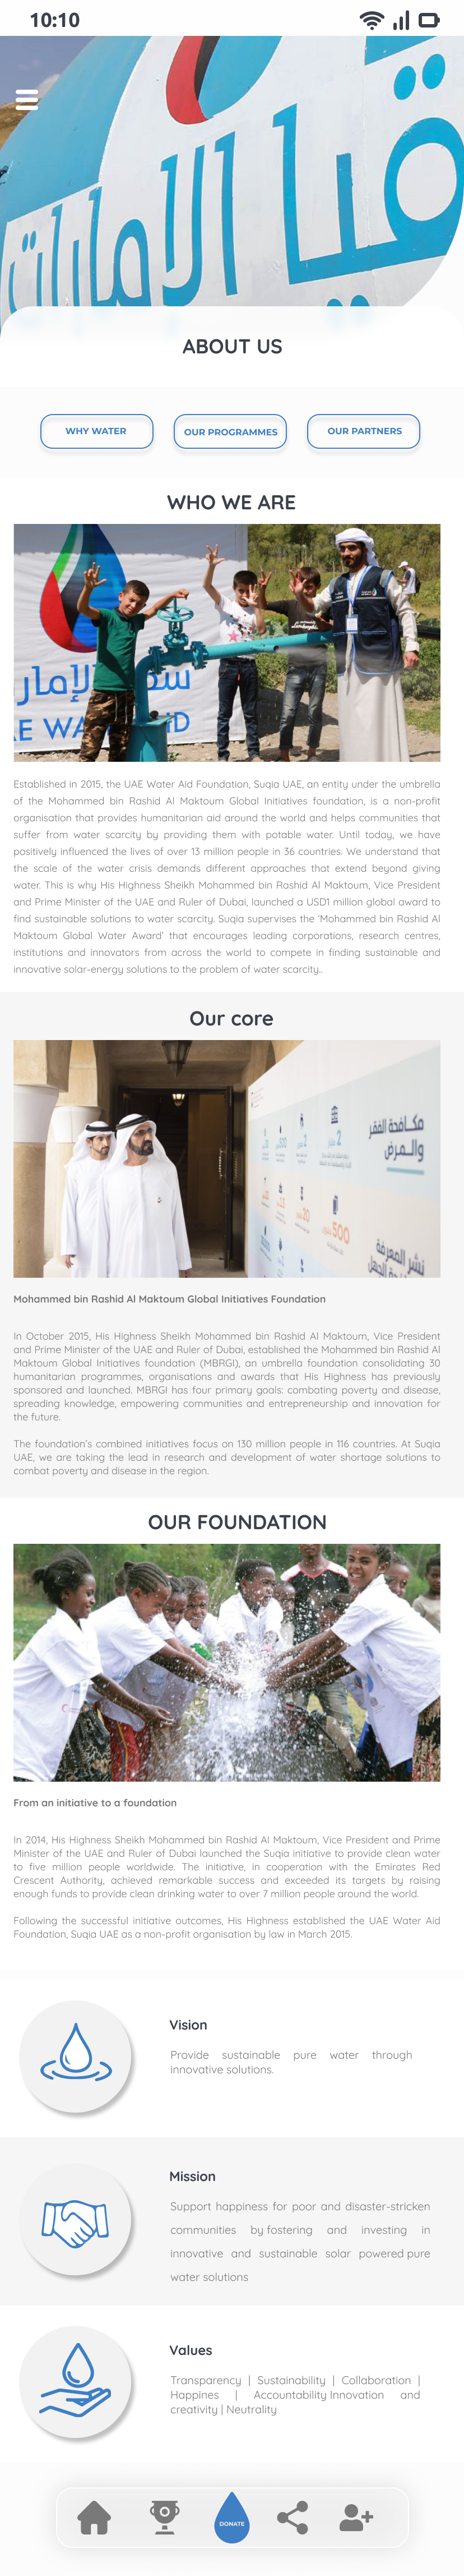 10:10
سقيا الإمارات
ABOUT US
WHY WATER
OUR PROGRAMMES
OUR PARTNERS
WHO WE ARE
Established in 2015, the UAE Water Aid Foundation, Suqia UAE, an entity under the umbrella
of the Mohammed bin Rashid Al Maktoum Global Initiatives foundation, is a non-profit
organisation that provides humanitarian aid around the world and helps communities that
suffer from water scarcity by providing them with potable water. Until today, we have
positively influenced the lives of over 13 million people in 36 countries. We understand that
the scale of the water crisis demands different approaches that extend beyond giving
water. This is why His Highness Sheikh Mohammed bin Rashid Al Maktoum, Vice President
and Prime Minister of the UAE and Ruler of Dubai, launched a USD1 million global award to
find sustainable solutions to water scarcity. Suqia supervises the ‘Mohammed bin Rashid Al
Maktoum Global Water Award’ that encourages leading corporations, research centres,
institutions and innovators from across the world to compete in finding sustainable and
innovative solar-energy solutions to the problem of water scarcity..
Our core
مكافحة الفقر
والمرض
500
نشر المعرفة
Mohammed bin Rashid Al Maktoum Global Initiatives Foundation
In October 2015, His Highness Sheikh Mohammed bin Rashid Al Maktoum, Vice President
and Prime Minister of the UAE and Ruler of Dubai, established the Mohammed bin Rashid Al
Maktoum Global Initiatives foundation (MBRGI), an umbrella foundation consolidating 30
humanitarian programmes, organisations and awards that His Highness has previously
sponsored and launched. MBRGI has four primary goals: combating poverty and disease,
spreading knowledge, empowering communities and entrepreneurship and innovation for
the future.
The foundation’s combined initiatives focus on 130 million people in 116 countries. At Suqia
UAE, we are taking the lead in research and development of water shortage solutions to
combat poverty and disease in the region.
OUR FOUNDATION
From an initiative to a foundation
In 2014, His Highness Sheikh Mohammed bin Rashid Al Maktoum, Vice President and Prime
Minister of the UAE and Ruler of Dubai launched the Suqia initiative to provide clean water
to five million people worldwide. The initiative, in cooperation with the Emirates Red
Crescent Authority, achieved remarkable success and exceeded its targets by raising
enough funds to provide clean drinking water to over 7 million people around the world.
Following the successful initiative outcomes, His Highness established the UAE Water Aid
Foundation, Suqia UAE as a non-profit organisation by law in March 2015.
Vision
Provide sustainable pure water through
innovative solutions.
Mission
Support happiness for poor and disaster-stricken
communities by fostering and investing in
innovative and sustainable solar powered pure
water solutions
Values
Transparency | Sustainability | Collaboration |
Happines | Accountability Innovation and
creativity | Neutrality
DONATE